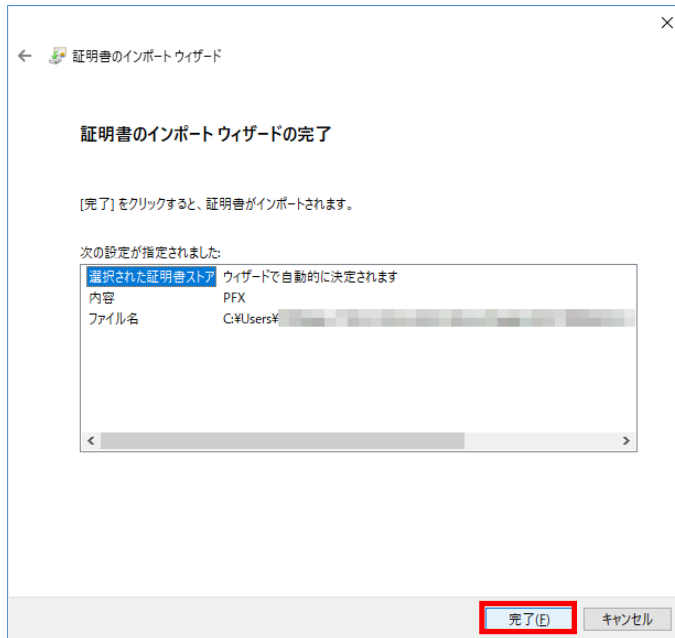 証明書のインポート ウィザード
証明書のインポート ウィザードの完了
[完了] をクリックすると、証明書がインポートされます。
次の設定が指定されました:
選択された証明書ストア ウィザードで自動的に決定されます
内容 PFX
ファイル名 C:¥Users¥
完了(F) キャンセル